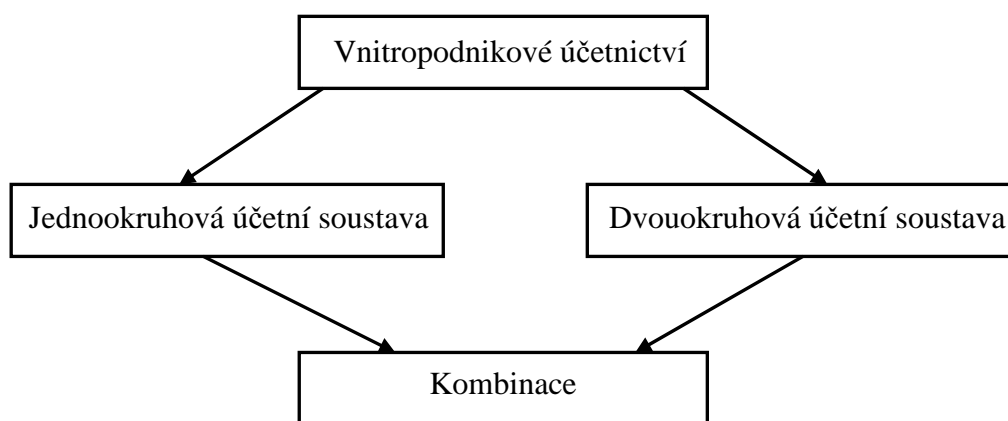 Vnitropodnikové účetnictví
Jednookruhová účetní soustava
Dvouokruhová účetní soustava
Kombinace